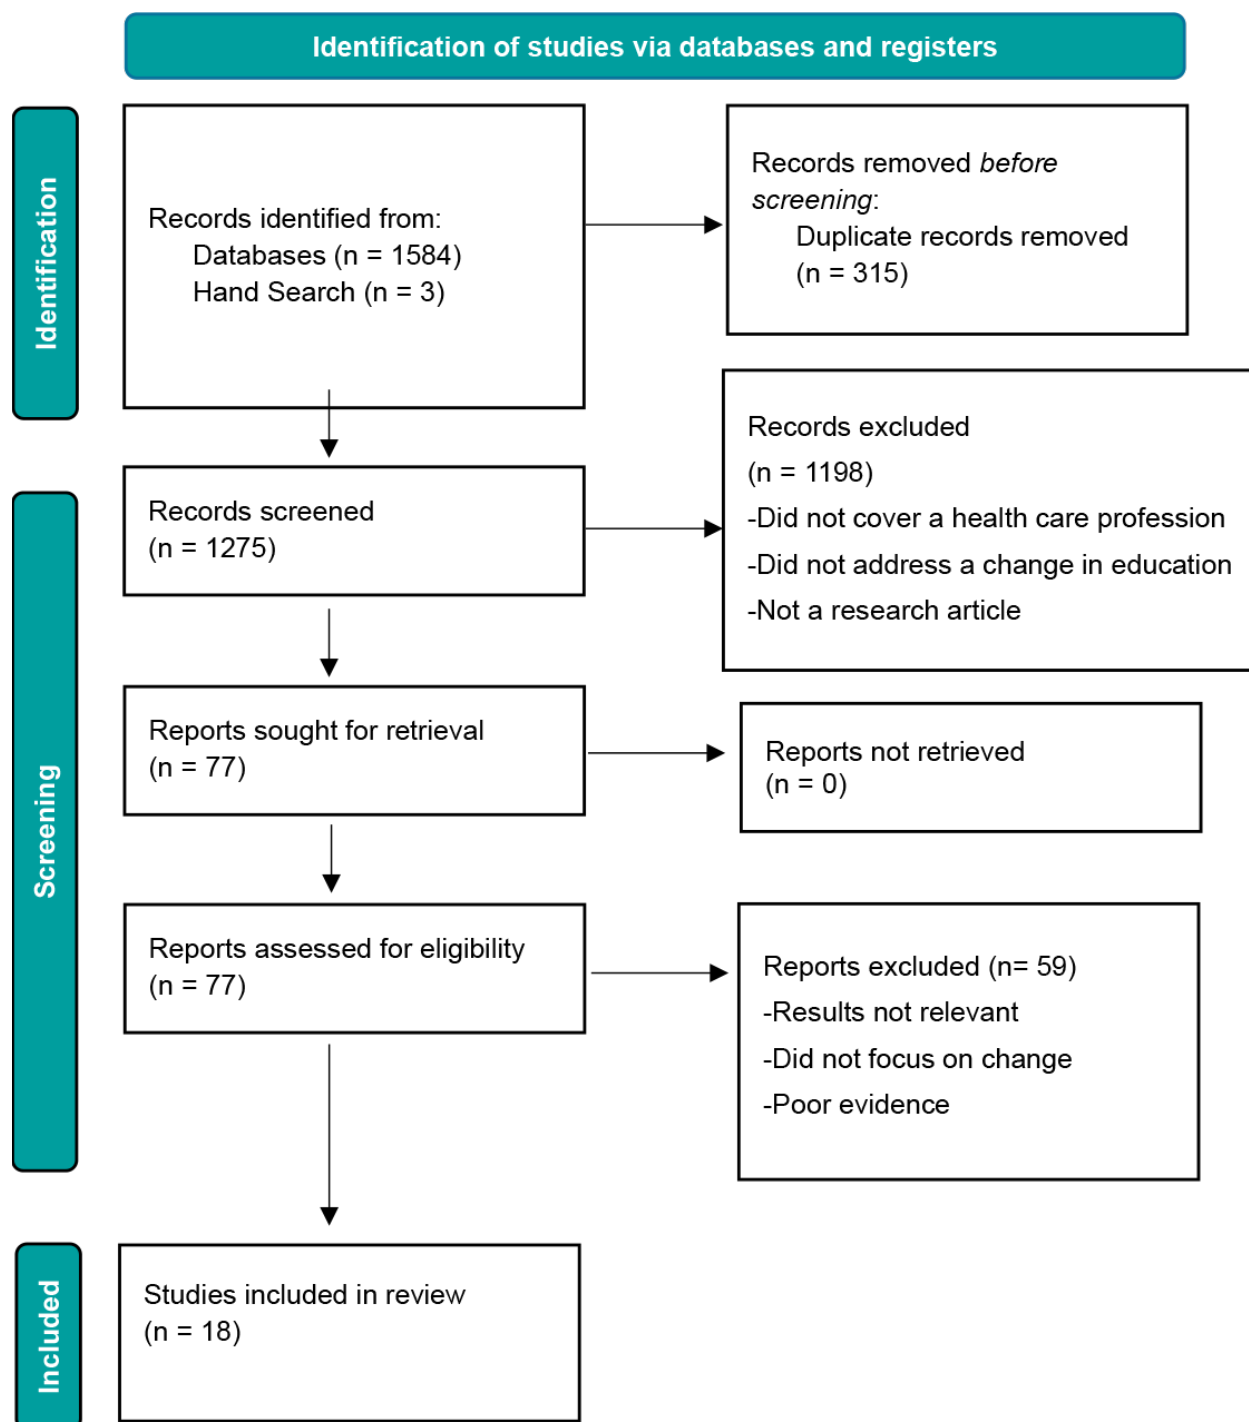 Identification of studies via databases and registers
Identification
Records identified from:
Databases (n = 1584)
Hand Search (n = 3)
Records removed before
screening:
Duplicate records removed
(n = 315)
Screening
Records screened
(n = 1275)
Records excluded
(n = 1198)
-Did not cover a health care profession
-Did not address a change in education
-Not a research article
Reports sought for retrieval
(n = 77)
Reports not retrieved
(n = 0)
Reports assessed for eligibility
(n = 77)
Reports excluded (n= 59)
-Results not relevant
-Did not focus on change
-Poor evidence
Included
Studies included in review
(n = 18)